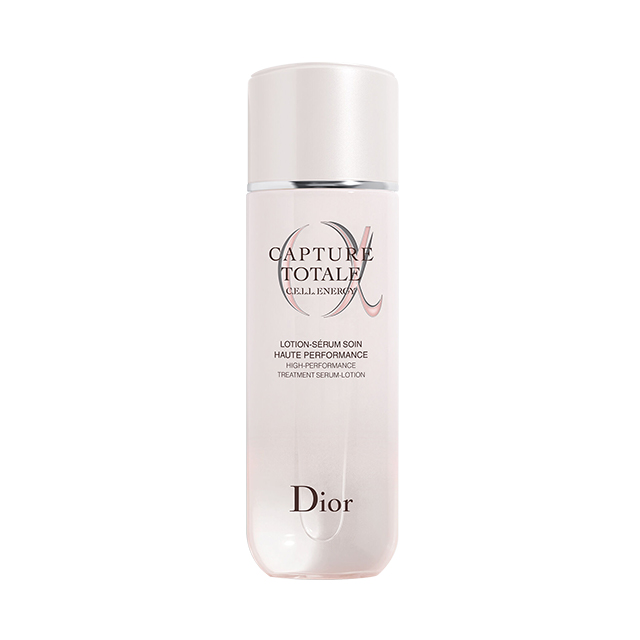 CAPTURE
TOTALE
C.E.L.L. ENERGY
LOTION-SÉRUM SOIN
HAUTE PERFORMANCE
HIGH-PERFORMANCE
TREATMENT SERUM-LOTION
Dior